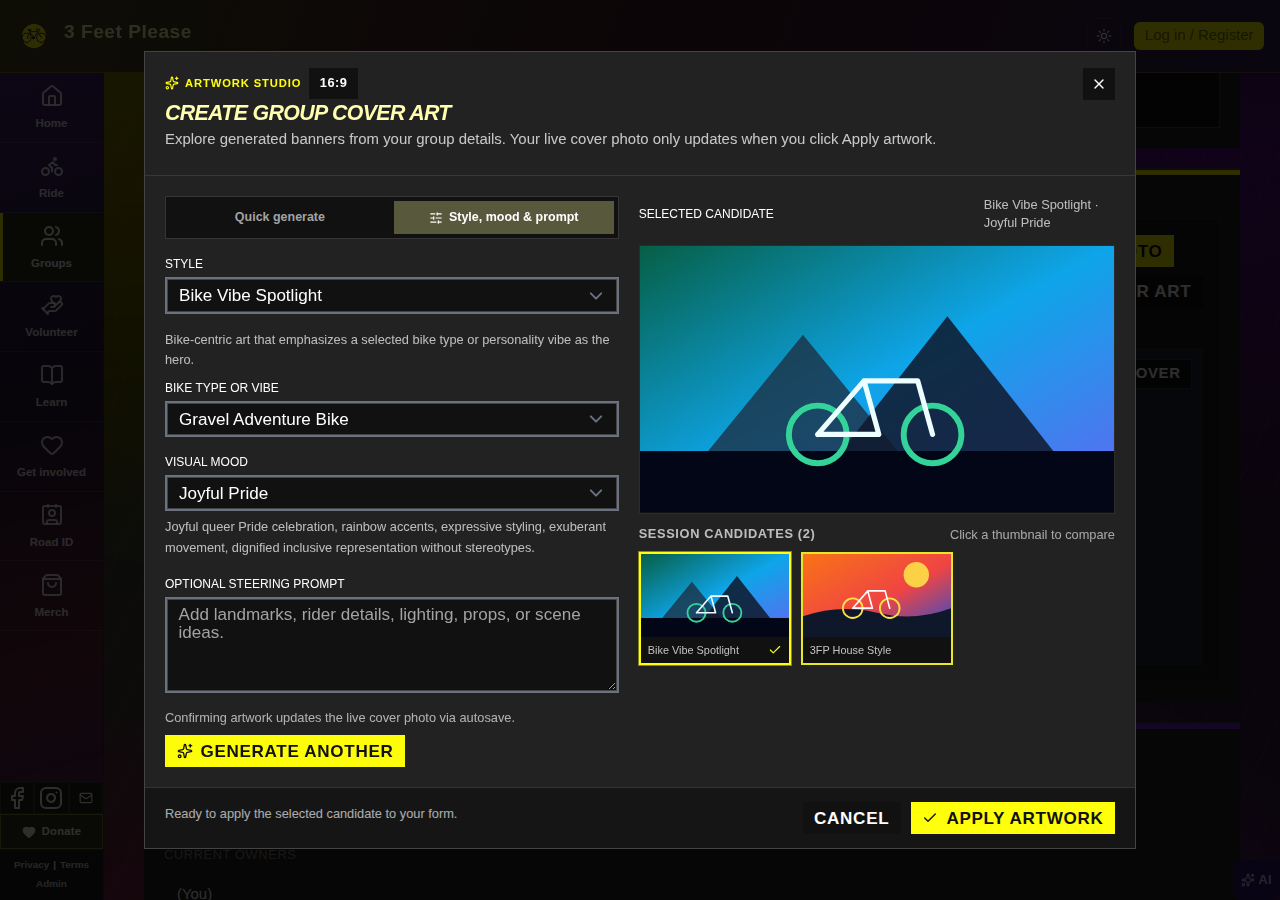 3 Feet Please
Log in / Register
ARTWORK STUDIO
16:9
CREATE GROUP COVER ART
Explore generated banners from your group details. Your live cover photo only updates when you click Apply artwork.
Home
Ride
Groups
Volunteer
Learn
Get involved
Road ID
Merch
Donate
Privacy | Terms
Admin
Quick generate
Style, mood & prompt
STYLE
Bike Vibe Spotlight
Bike-centric art that emphasizes a selected bike type or personality vibe as the
hero.
BIKE TYPE OR VIBE
Gravel Adventure Bike
VISUAL MOOD
Joyful Pride
Joyful queer Pride celebration, rainbow accents, expressive styling, exuberant
movement, dignified inclusive representation without stereotypes.
OPTIONAL STEERING PROMPT
Add landmarks, rider details, lighting, props, or scene
ideas.
Confirming artwork updates the live cover photo via autosave.
GENERATE ANOTHER
SELECTED CANDIDATE
Bike Vibe Spotlight ·
Joyful Pride
SESSION CANDIDATES (2)
Click a thumbnail to compare
Bike Vibe Spotlight
3FP House Style
Ready to apply the selected candidate to your form.
CANCEL
APPLY ARTWORK
TO
R ART
OVER
CURRENT OWNERS
(You)
AI